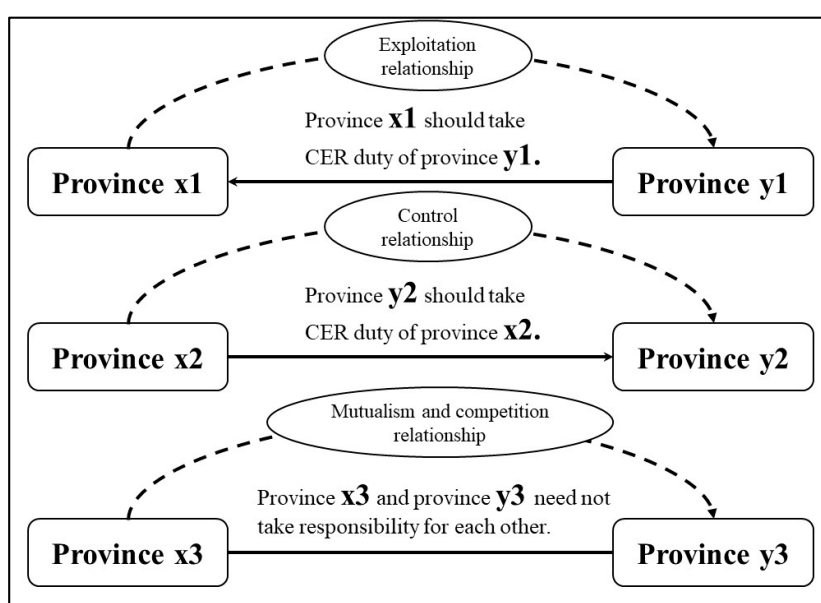 Exploitation
relationship
Province x1 should take
CER duty of province y1.
Province x1
Province y1
Control
relationship
Province y2 should take
CER duty of province x2.
Province x2
Province y2
Mutualism and competition
relationship
Province x3 and province y3 need not
take responsibility for each other.
Province x3
Province y3